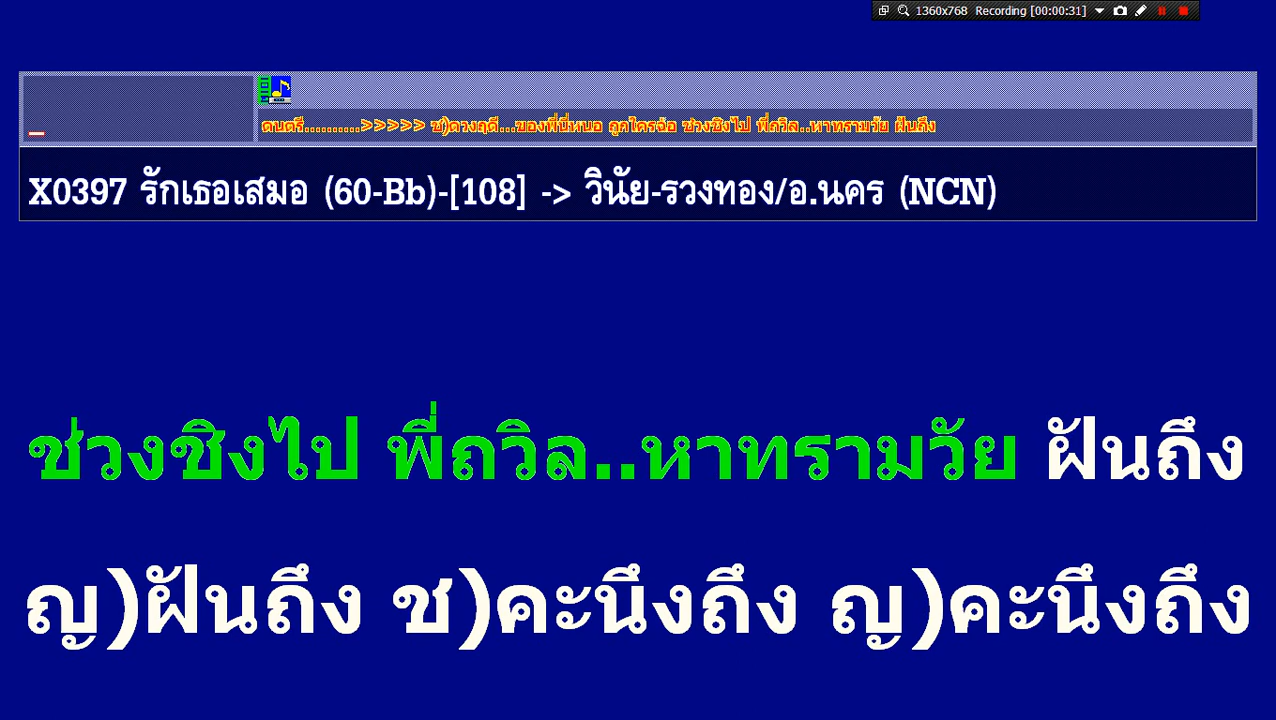 1360x768 Recording [00:00:31]
ดนตรี..........>>>>> ช)ดวงฤดี...ของพี่นี่หนอ ถูกใครฉ้อ ช่วงชิงไป พี่ถวิล..หาทรามวัย ฝันถึง
X0397 รักเธอเสมอ (60-Bb)-[108] -> วินัย-รวงทอง/อ.นคร (NCN)
ช่วงชิงไป พี่ถวิล..หาทรามวัย ฝันถึง
ญ)ฝันถึง ช)คะนึงถึง ญ)คะนึงถึง